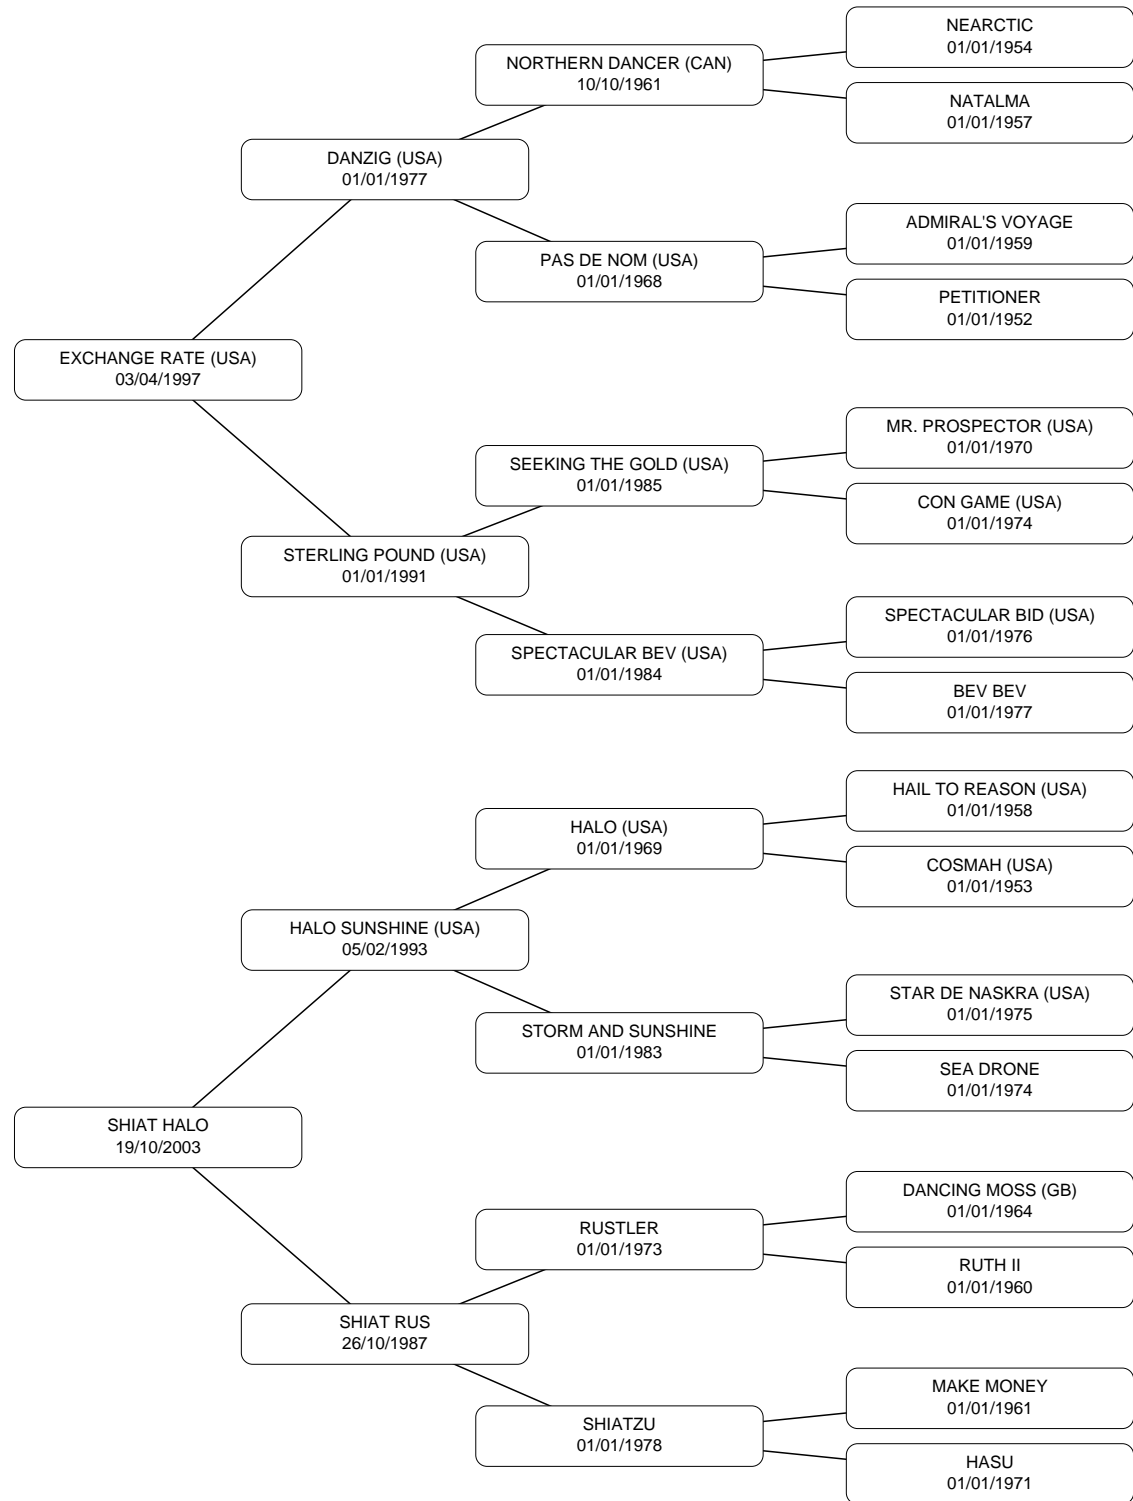 NEARCTIC
01/01/1954
NORTHERN DANCER (CAN)
10/10/1961
NATALMA
01/01/1957
DANZIG (USA)
01/01/1977
ADMIRAL'S VOYAGE
01/01/1959
PAS DE NOM (USA)
01/01/1968
PETITIONER
01/01/1952
EXCHANGE RATE (USA)
03/04/1997
MR. PROSPECTOR (USA)
01/01/1970
SEEKING THE GOLD (USA)
01/01/1985
CON GAME (USA)
01/01/1974
STERLING POUND (USA)
01/01/1991
SPECTACULAR BID (USA)
01/01/1976
SPECTACULAR BEV (USA)
01/01/1984
BEV BEV
01/01/1977
HAIL TO REASON (USA)
01/01/1958
HALO (USA)
01/01/1969
COSMAH (USA)
01/01/1953
HALO SUNSHINE (USA)
05/02/1993
STAR DE NASKRA (USA)
01/01/1975
STORM AND SUNSHINE
01/01/1983
SEA DRONE
01/01/1974
SHIAT HALO
19/10/2003
DANCING MOSS (GB)
01/01/1964
RUSTLER
01/01/1973
RUTH II
01/01/1960
SHIAT RUS
26/10/1987
MAKE MONEY
01/01/1961
SHIATZU
01/01/1978
HASU
01/01/1971